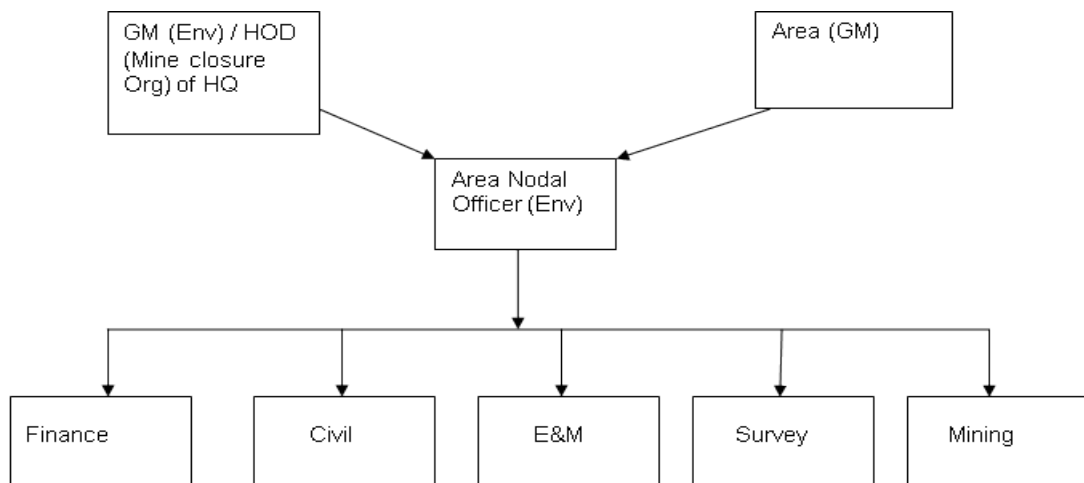 GM (Env) / HOD
(Mine closure
Org) of HQ
Area (GM)
Area Nodal
Officer (Env)
Finance
Civil
E&M
Survey
Mining